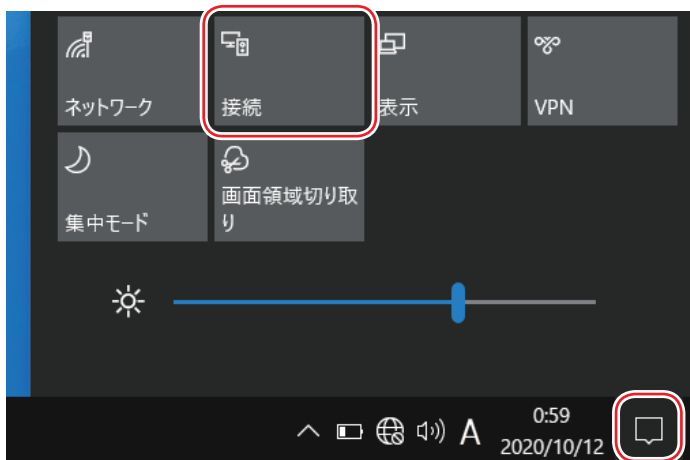 ネットワーク
接続
表示
VPN
集中モード
画面領域切り取
り
A
0:59
2020/10/12